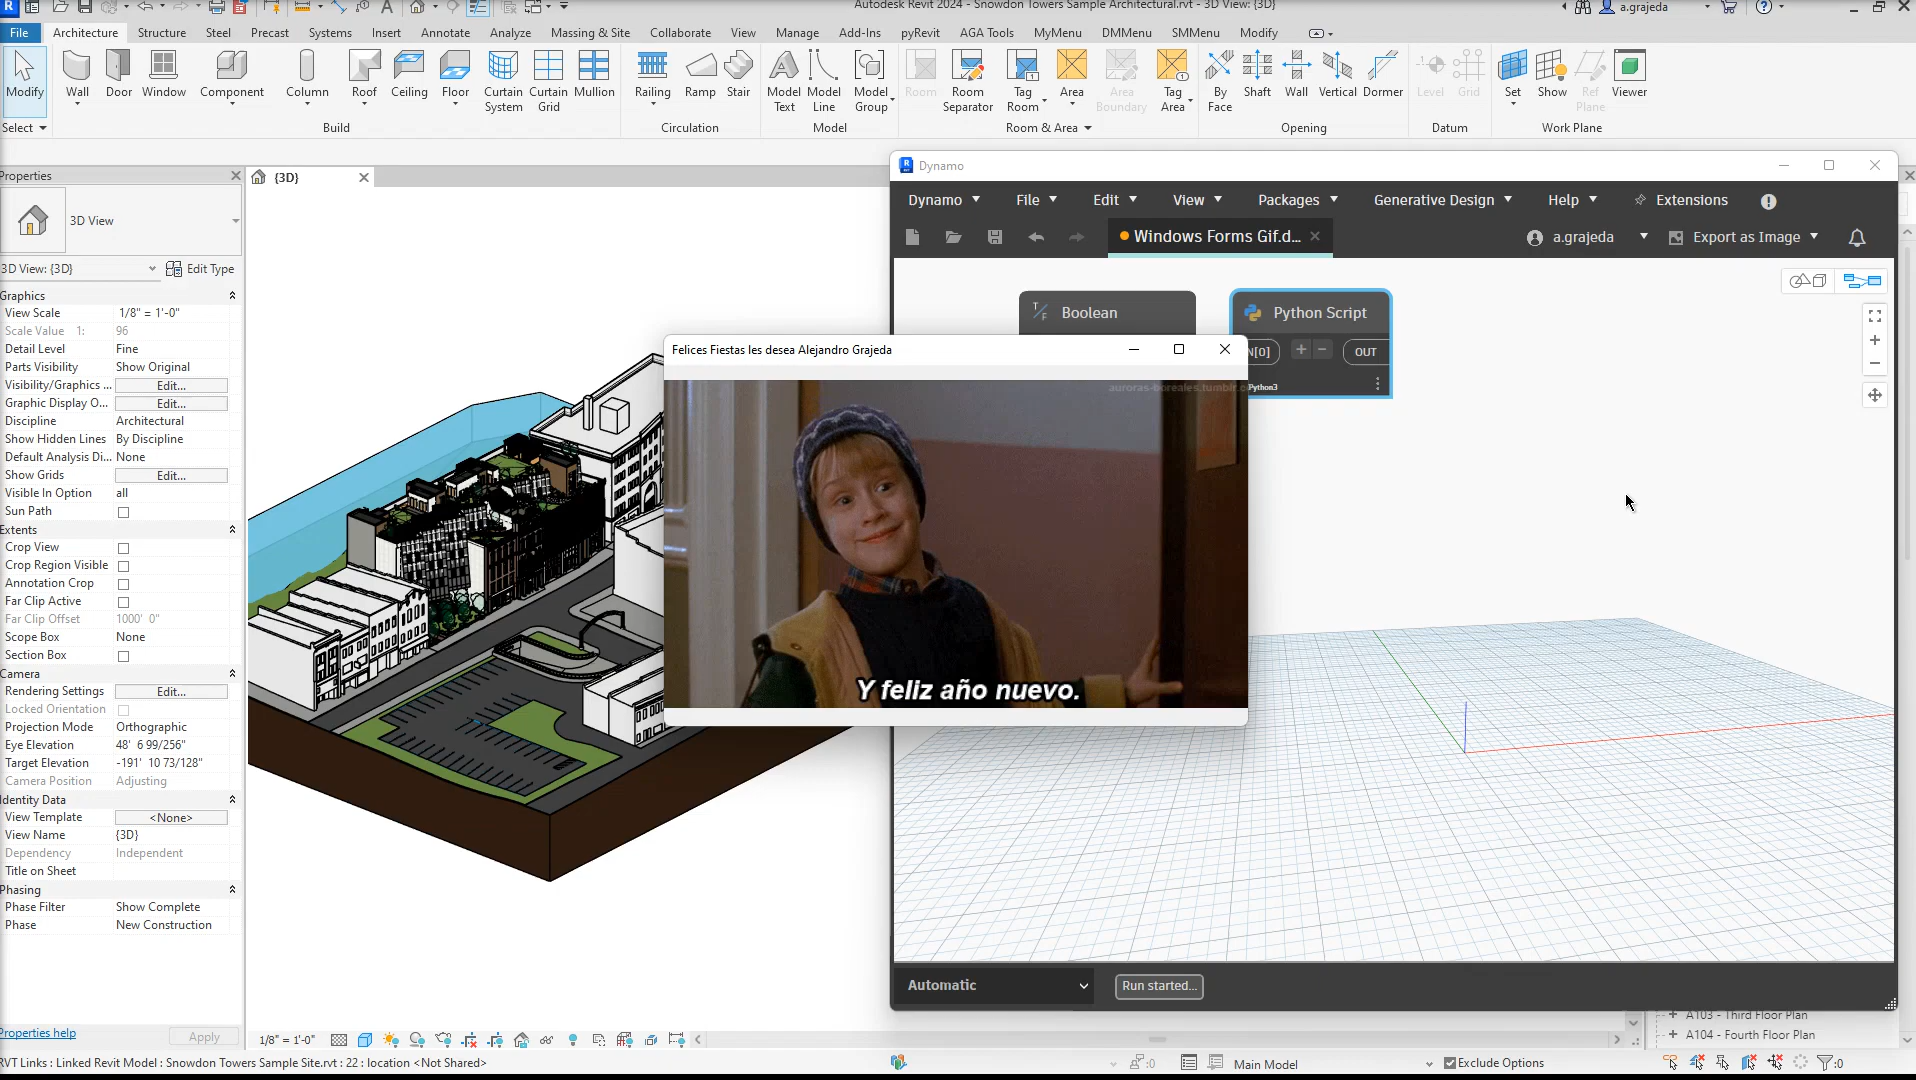 Autodesk Revit 2024 - Snowdon Towers Sample Architectural.rvt - 3D View: {3D}
a.grajeda
File Architecture Structure Steel Precast Systems Insert Annotate Analyze Massing & Site Collaborate View Manage Add-Ins pyRevit AGA Tools MyMenu DMMenu SMMenu Modify
Modify Wall Door Window Component Column Roof Ceiling Floor Curtain System Curtain Grid Mullion Railing Ramp Stair Model Text Model Line Model Group Room Room Separator Tag Room Area Area Boundary Tag Area By Face Shaft Wall Vertical Dormer Level Grid Set Show Ref Plane Viewer
Select Build Circulation Model Room & Area Opening Datum Work Plane
Properties
{3D}
3D View
3D View: {3D} Edit Type
Graphics
View Scale 1/8" = 1'-0"
Scale Value 1: 96
Detail Level Fine
Parts Visibility Show Original
Visibility/Graphics ... Edit...
Graphic Display O... Edit...
Discipline Architectural
Show Hidden Lines By Discipline
Default Analysis Di... None
Show Grids Edit...
Visible In Option all
Sun Path
Extents
Crop View
Crop Region Visible
Annotation Crop
Far Clip Active
Far Clip Offset 1000' 0"
Scope Box None
Section Box
Camera
Rendering Settings Edit...
Locked Orientation
Projection Mode Orthographic
Eye Elevation 48' 6 99/256"
Target Elevation -191' 10 73/128"
Camera Position Adjusting
Identity Data
View Template <None>
View Name {3D}
Dependency Independent
Title on Sheet
Phasing
Phase Filter Show Complete
Phase New Construction
Properties help Apply
Dynamo
Dynamo File Edit View Packages Generative Design Help Extensions
Windows Forms Gif.d... a.grajeda Export as Image
Boolean
T/F
Python Script
N[0] + - OUT
Python3
Felices Fiestas les desea Alejandro Grajeda
auroras-boreales.tumblr.c
Y feliz año nuevo.
Automatic Run started...
A103 - Third Floor Plan
A104 - Fourth Floor Plan
1/8" = 1'-0"
RVT Links : Linked Revit Model : Snowdon Towers Sample Site.rvt : 22 : location <Not Shared>
:0 Main Model Exclude Options :0